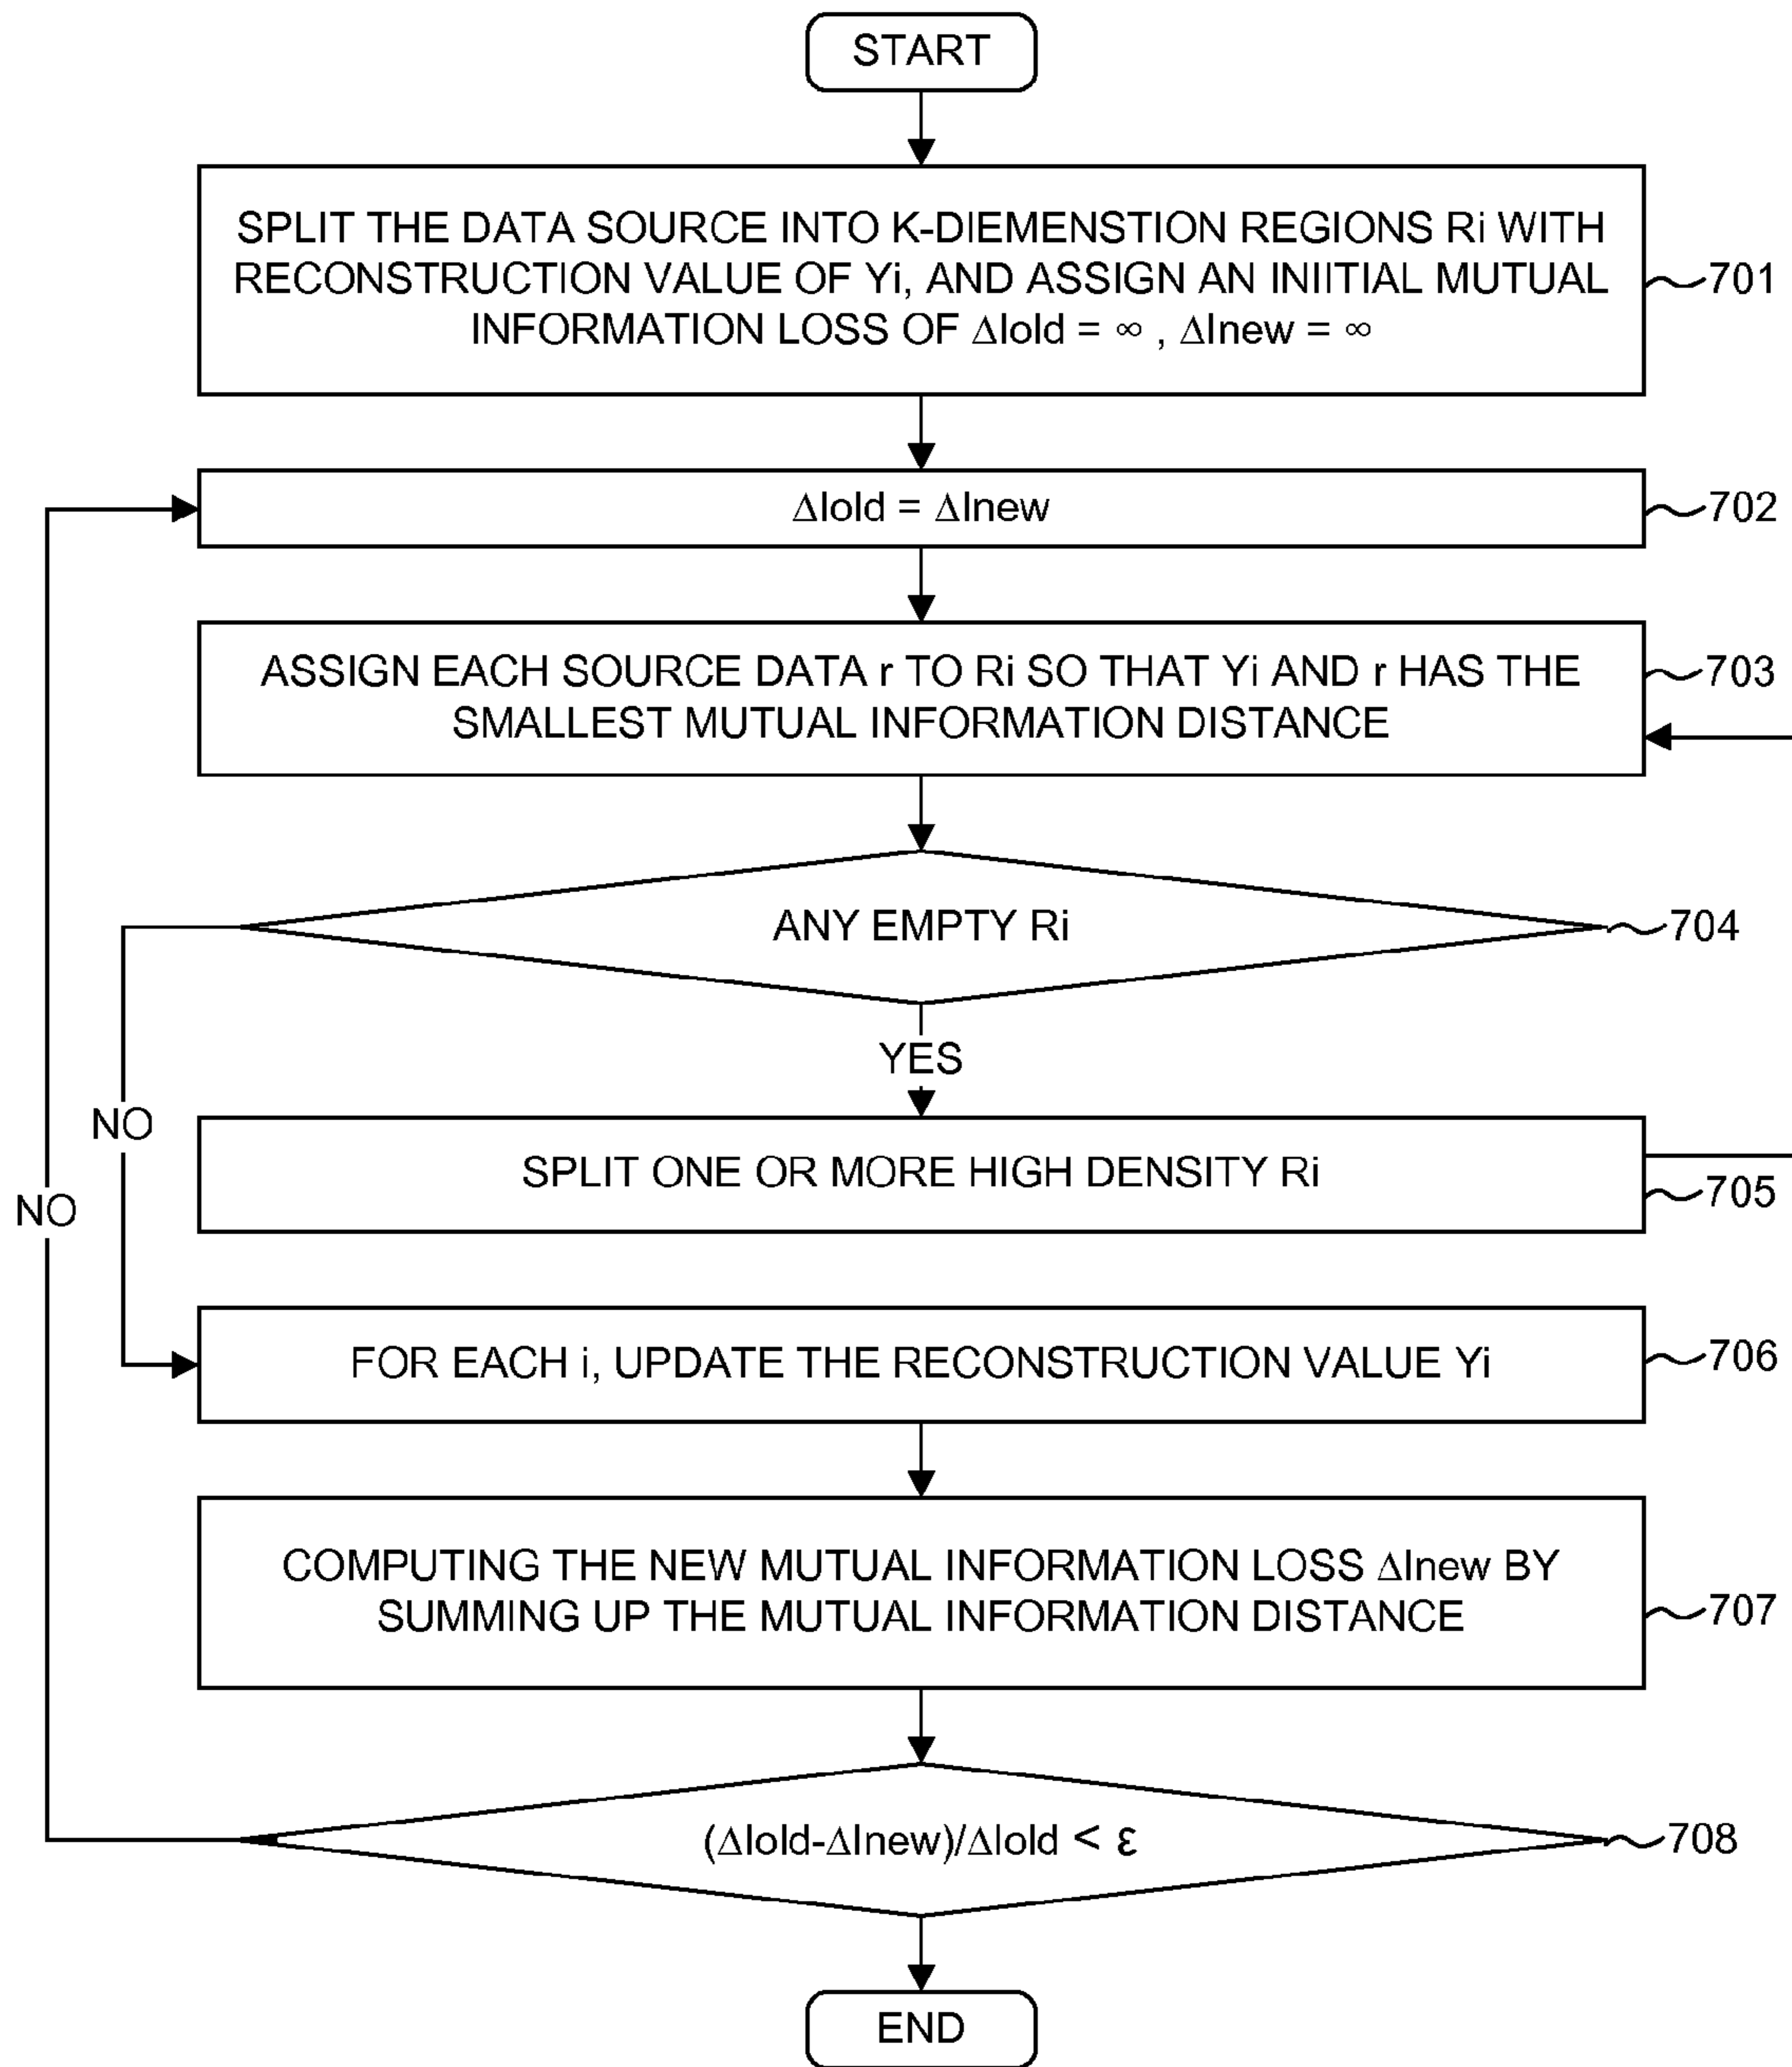 START
SPLIT THE DATA SOURCE INTO K-DIEMENSTION REGIONS Ri WITH
RECONSTRUCTION VALUE OF Yi, AND ASSIGN AN INIITIAL MUTUAL
INFORMATION LOSS OF ΔIold = ∞ , ΔInew = ∞
701
ΔIold = ΔInew
702
ASSIGN EACH SOURCE DATA r TO Ri SO THAT Yi AND r HAS THE
SMALLEST MUTUAL INFORMATION DISTANCE
703
ANY EMPTY Ri
704
YES
NO
SPLIT ONE OR MORE HIGH DENSITY Ri
705
NO
FOR EACH i, UPDATE THE RECONSTRUCTION VALUE Yi
706
COMPUTING THE NEW MUTUAL INFORMATION LOSS ΔInew BY
SUMMING UP THE MUTUAL INFORMATION DISTANCE
707
(ΔIold-ΔInew)/ΔIold < ε
708
END